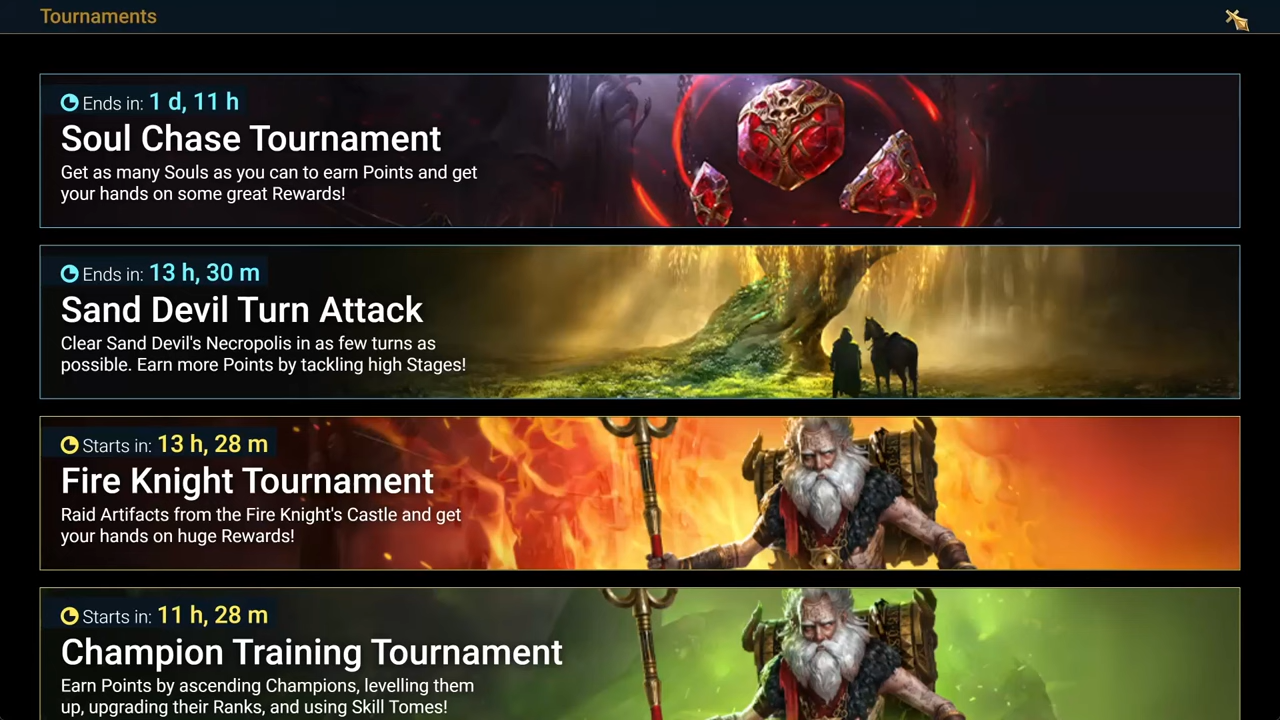 Tournaments
Ends in: 1 d, 11 h
Soul Chase Tournament
Get as many Souls as you can to earn Points and get
your hands on some great Rewards!
Ends in: 13 h, 30 m
Sand Devil Turn Attack
Clear Sand Devil's Necropolis in as few turns as
possible. Earn more Points by tackling high Stages!
Starts in: 13 h, 28 m
Fire Knight Tournament
Raid Artifacts from the Fire Knight's Castle and get
your hands on huge Rewards!
Starts in: 11 h, 28 m
Champion Training Tournament
Earn Points by ascending Champions, levelling them
up, upgrading their Ranks, and using Skill Tomes!